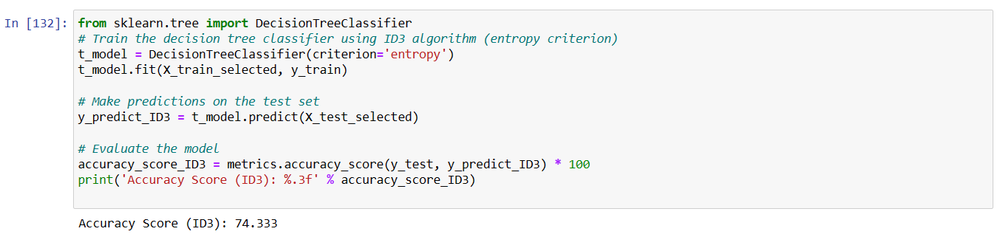 In [132]: from sklearn.tree import DecisionTreeClassifier
# Train the decision tree classifier using ID3 algorithm (entropy criterion)
t_model = DecisionTreeClassifier(criterion='entropy')
t_model.fit(X_train_selected, y_train)
# Make predictions on the test set
y_predict_ID3 = t_model.predict(X_test_selected)
# Evaluate the model
accuracy_score_ID3 = metrics.accuracy_score(y_test, y_predict_ID3) * 100
print('Accuracy Score (ID3): %.3f' % accuracy_score_ID3)
Accuracy Score (ID3): 74.333